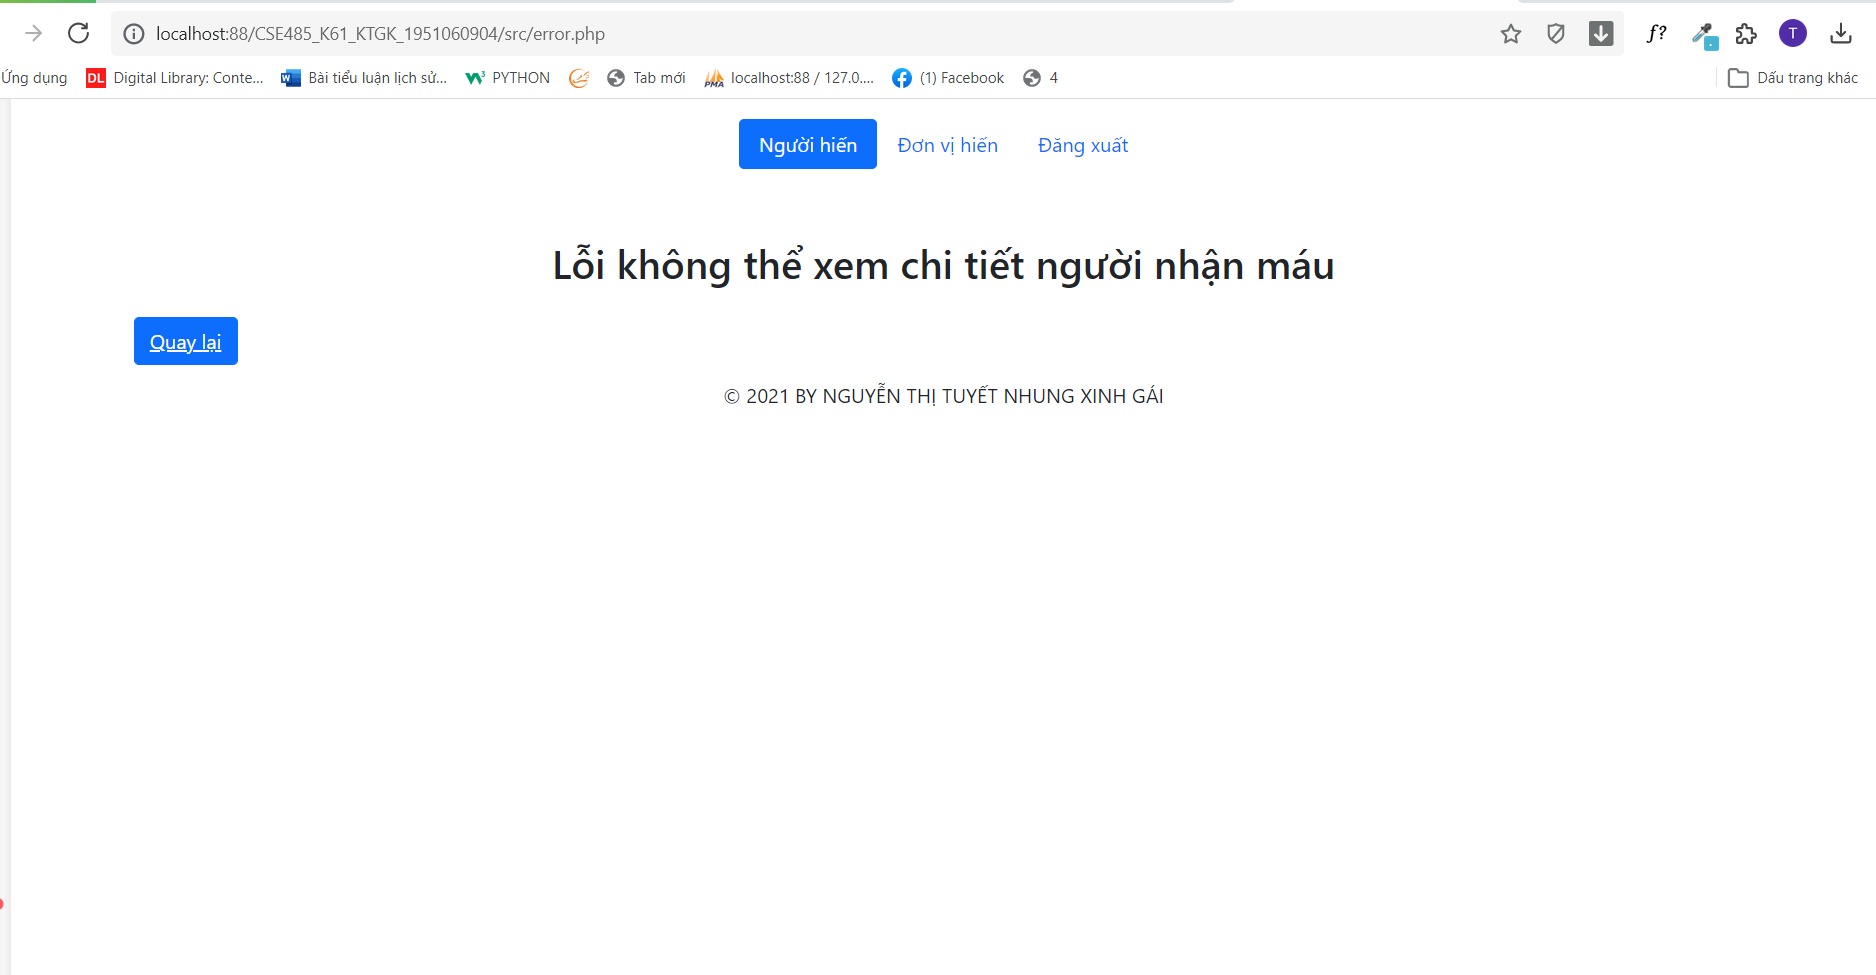 localhost:88/CSE485_K61_KTGK_1951060904/src/error.php
f?
T
Ứng dụng
DL Digital Library: Conte...
W Bài tiểu luận lịch sử...
W3 PYTHON
Tab mới
PMA localhost:88 / 127.0....
(1) Facebook
4
Dấu trang khác
Người hiến
Đơn vị hiến
Đăng xuất
Lỗi không thể xem chi tiết người nhận máu
Quay lại
© 2021 BY NGUYỄN THỊ TUYẾT NHUNG XINH GÁI